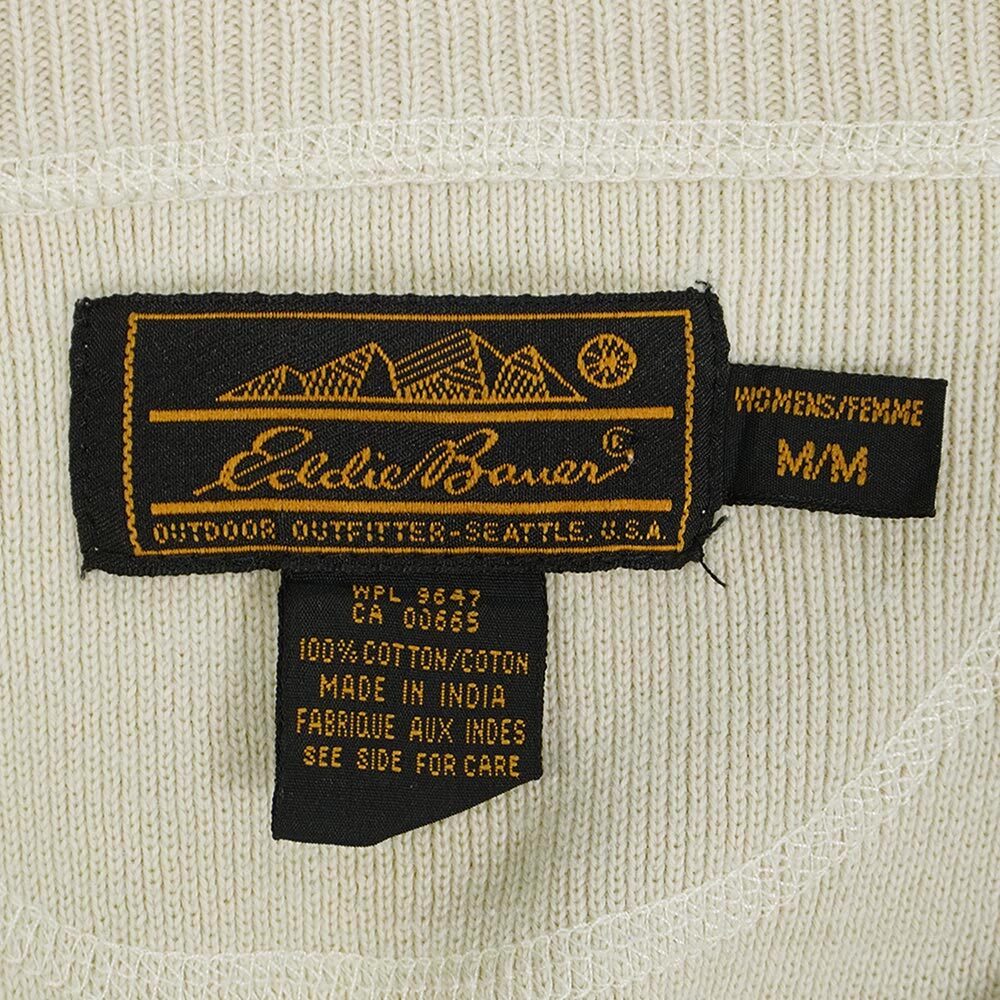 Eddie Bauer®
OUTDOOR OUTFITTER-SEATTLE, U.S.A.
WOMENS/FEMME
M/M
WPL 9647
CA 00665
100% COTTON/COTON
MADE IN INDIA
FABRIQUE AUX INDES
SEE SIDE FOR CARE